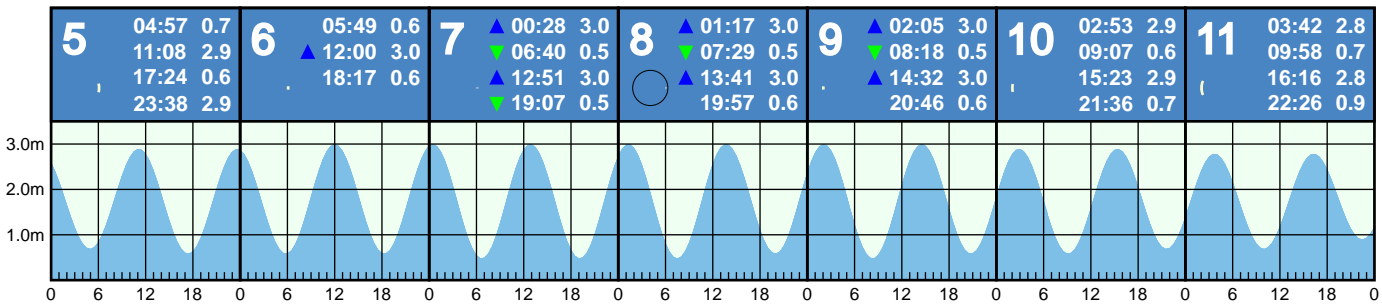 5
04:57 0.7
11:08 2.9
17:24 0.6
23:38 2.9
6
05:49 0.6
▲ 12:00 3.0
18:17 0.6
7
▲ 00:28 3.0
▼ 06:40 0.5
▲ 12:51 3.0
▼ 19:07 0.5
8
▲ 01:17 3.0
▼ 07:29 0.5
▲ 13:41 3.0
19:57 0.6
9
▲ 02:05 3.0
▼ 08:18 0.5
▲ 14:32 3.0
20:46 0.6
10
02:53 2.9
09:07 0.6
15:23 2.9
21:36 0.7
11
03:42 2.8
09:58 0.7
16:16 2.8
22:26 0.9
3.0m
2.0m
1.0m
0 6 12 18 0 6 12 18 0 6 12 18 0 6 12 18 0 6 12 18 0 6 12 18 0 6 12 18 0